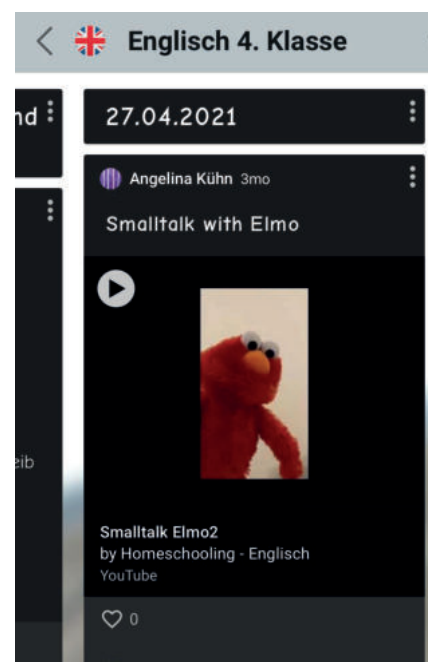 Englisch 4. Klasse
nd
27.04.2021
Angelina Kühn 3mo
Smalltalk with Elmo
eib
Smalltalk Elmo2
by Homeschooling - Englisch
YouTube
0